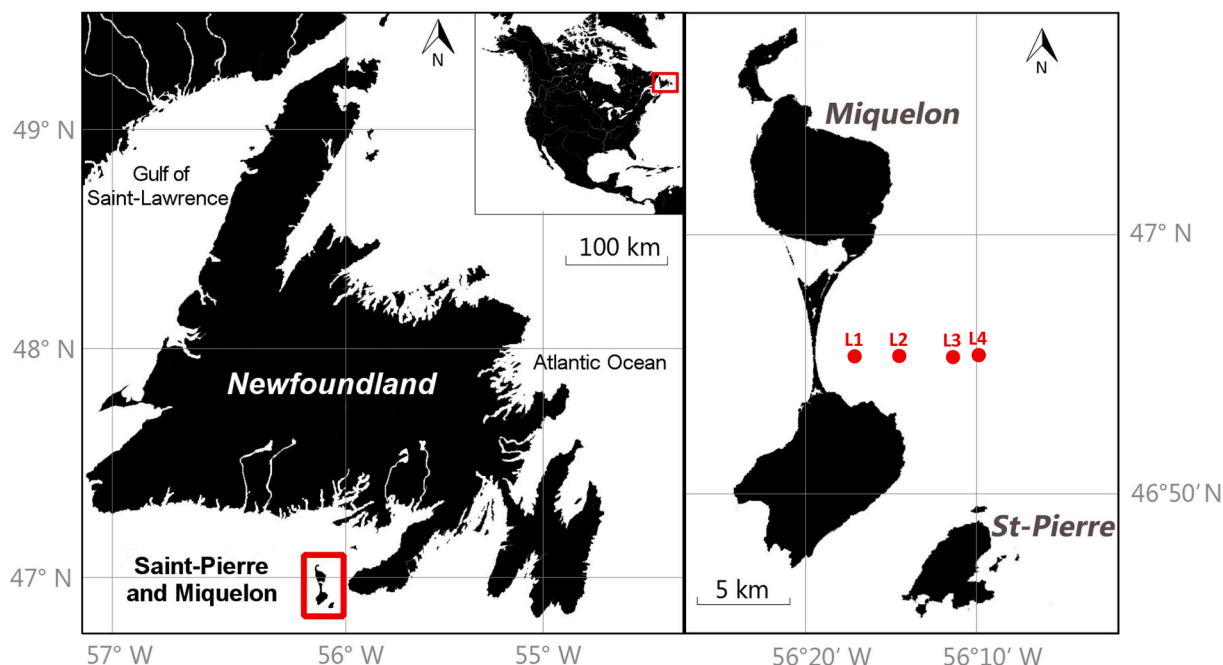 N
N
Miquelon
49° N
Gulf of
Saint-Lawrence
100 km
47° N
L1 L2 L3 L4
48° N
Atlantic Ocean
Newfoundland
46°50' N
St-Pierre
Saint-Pierre
and Miquelon
47° N
5 km
57° W 56° W 55° W 56°20' W 56°10' W